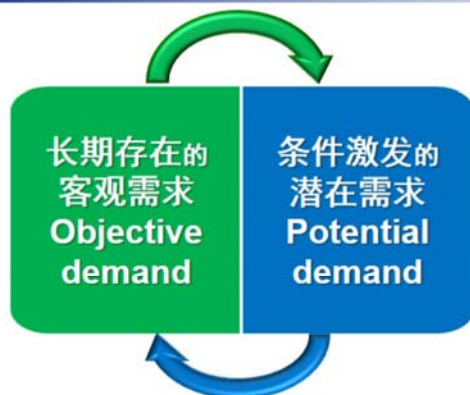 长期存在的
客观需求
Objective
demand
条件激发的
潜在需求
Potential
demand